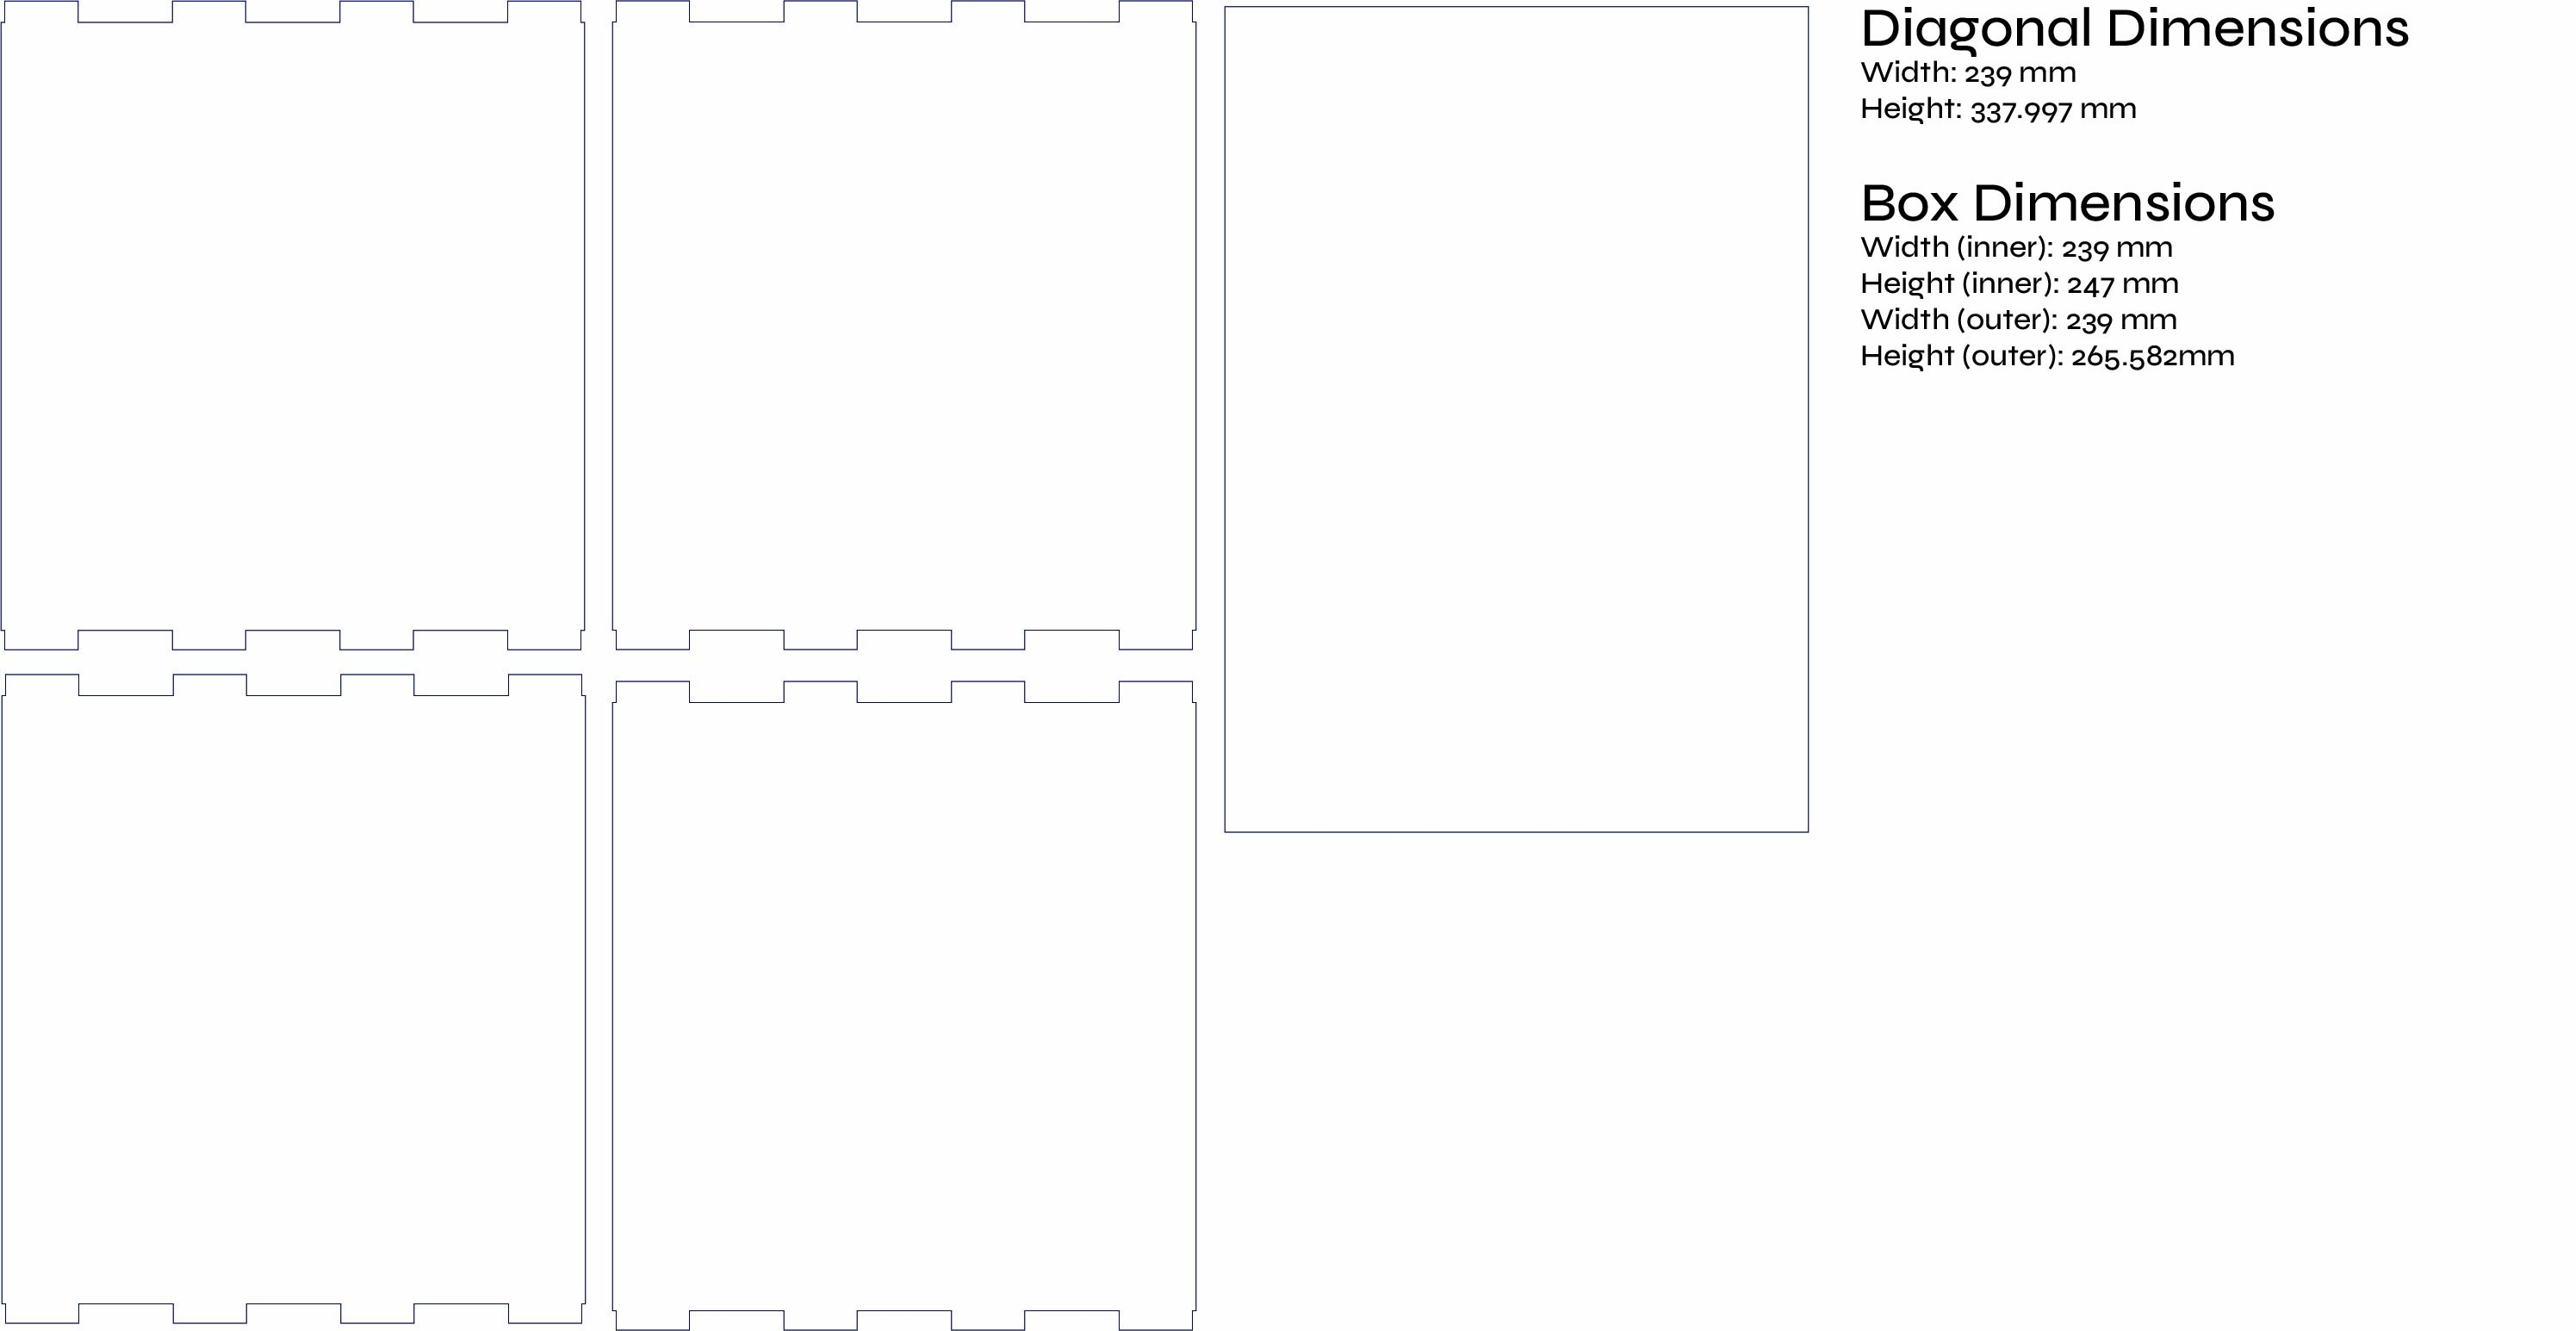 Diagonal Dimensions
Width: 239 mm
Height: 337.997 mm
Box Dimensions
Width (inner): 239 mm
Height (inner): 247 mm
Width (outer): 239 mm
Height (outer): 265.582mm